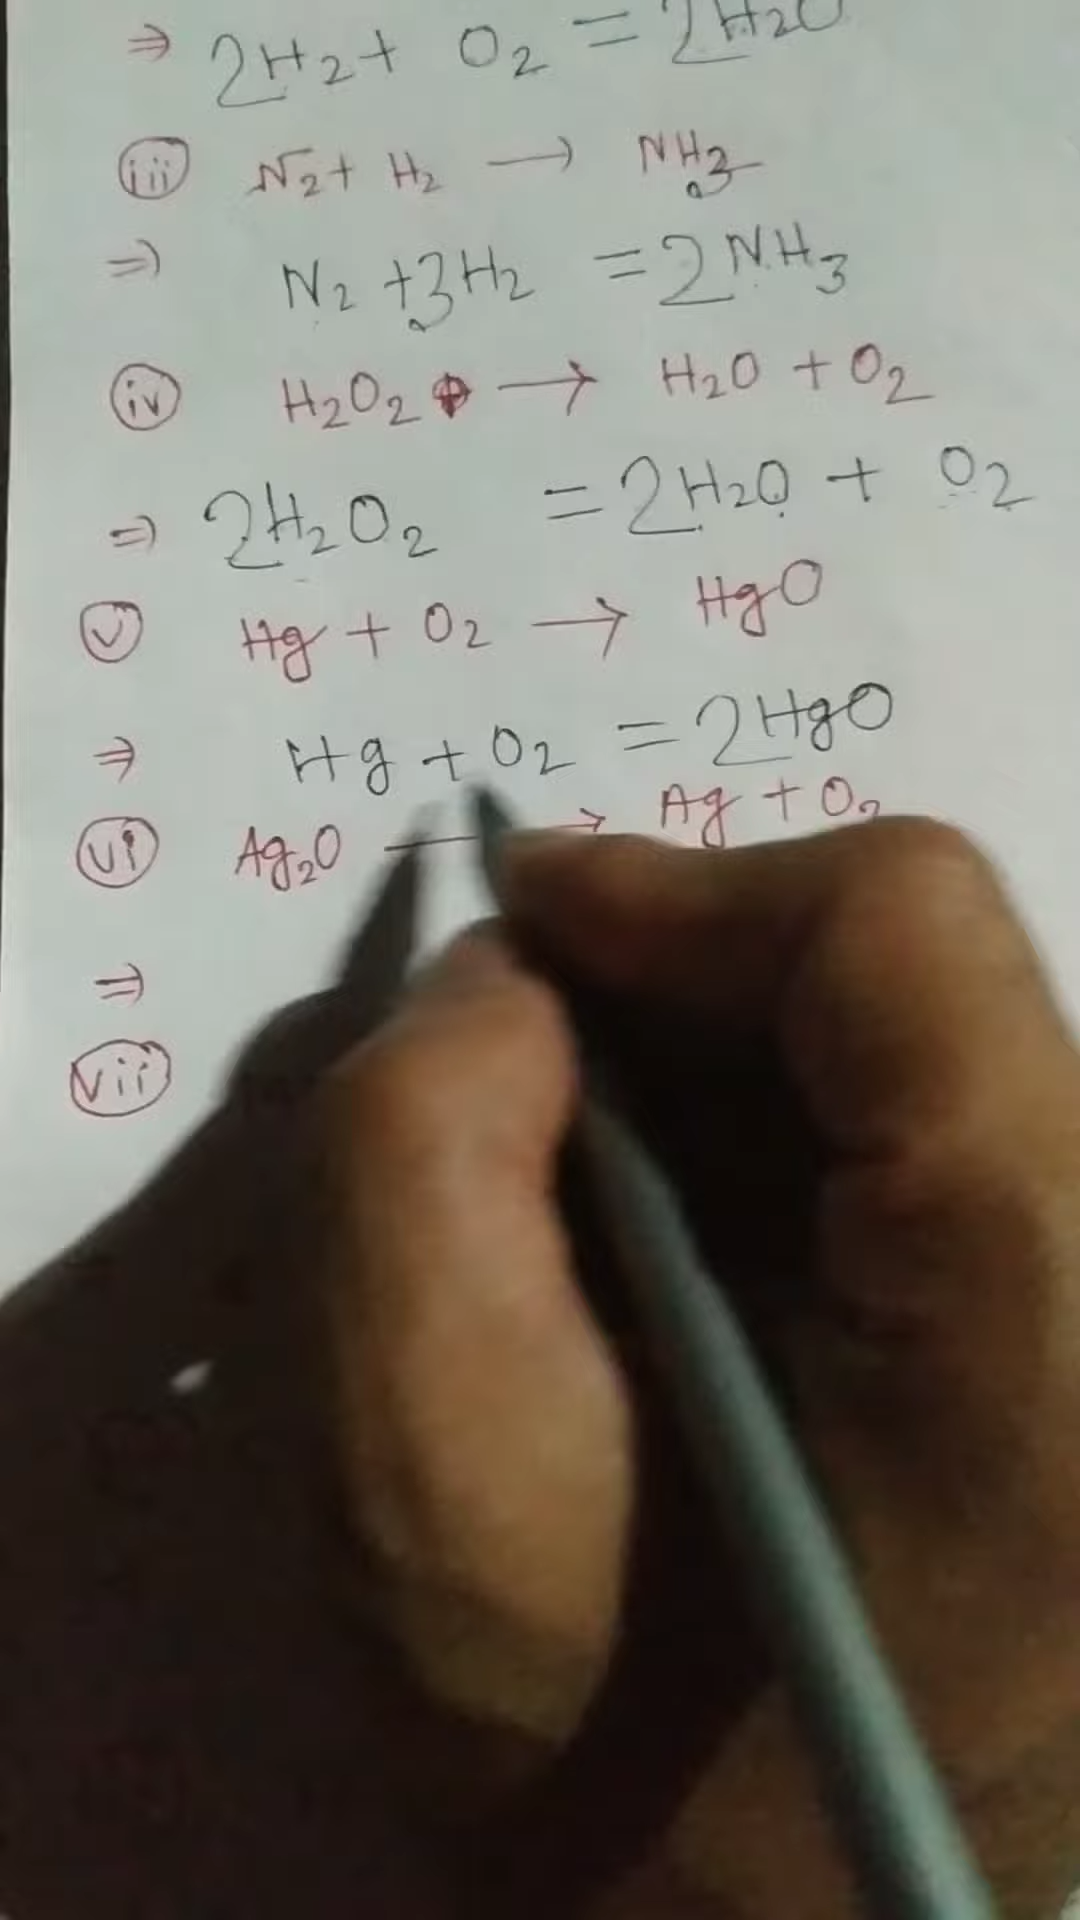 ⇒ 2H2 + O2 = 2H2O
iii N2 + H2 → NH3
⇒ N2 + 3H2 = 2NH3
iv H2O2 → H2O + O2
⇒ 2H2O2 = 2H2O + O2
v Hg + O2 → HgO
⇒ Hg + O2 = 2HgO
vi Ag2O → Ag + O2
⇒
vii